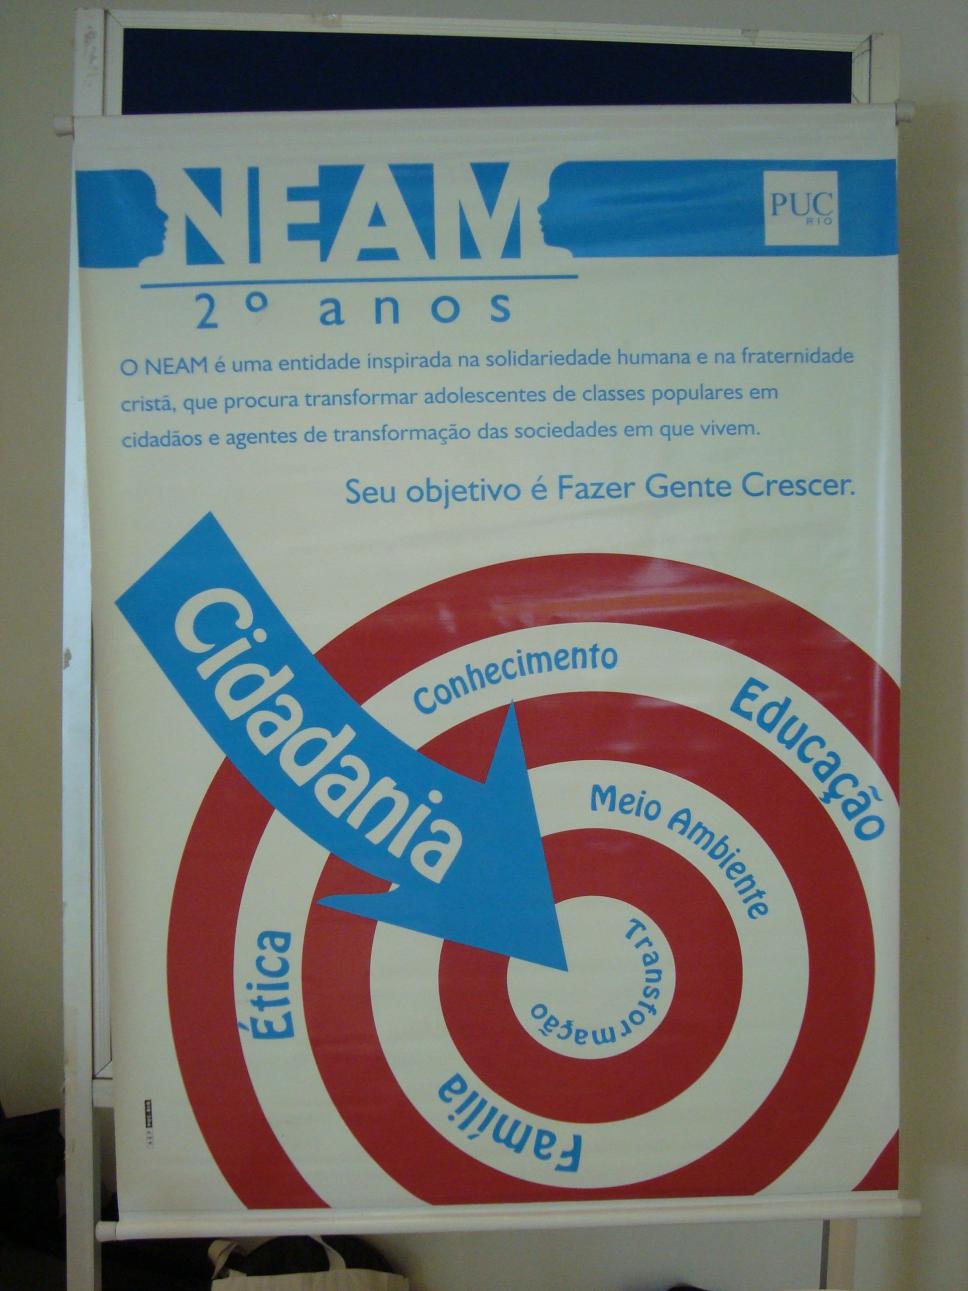 NEAM
PUC
RIO
2º anos
O NEAM é uma entidade inspirada na solidariedade humana e na fraternidade
cristã, que procura transformar adolescentes de classes populares em
cidadãos e agentes de transformação das sociedades em que vivem.
Seu objetivo é Fazer Gente Crescer.
Cidadania
Conhecimento
Educação
Meio Ambiente
Transformação
Ética
Família